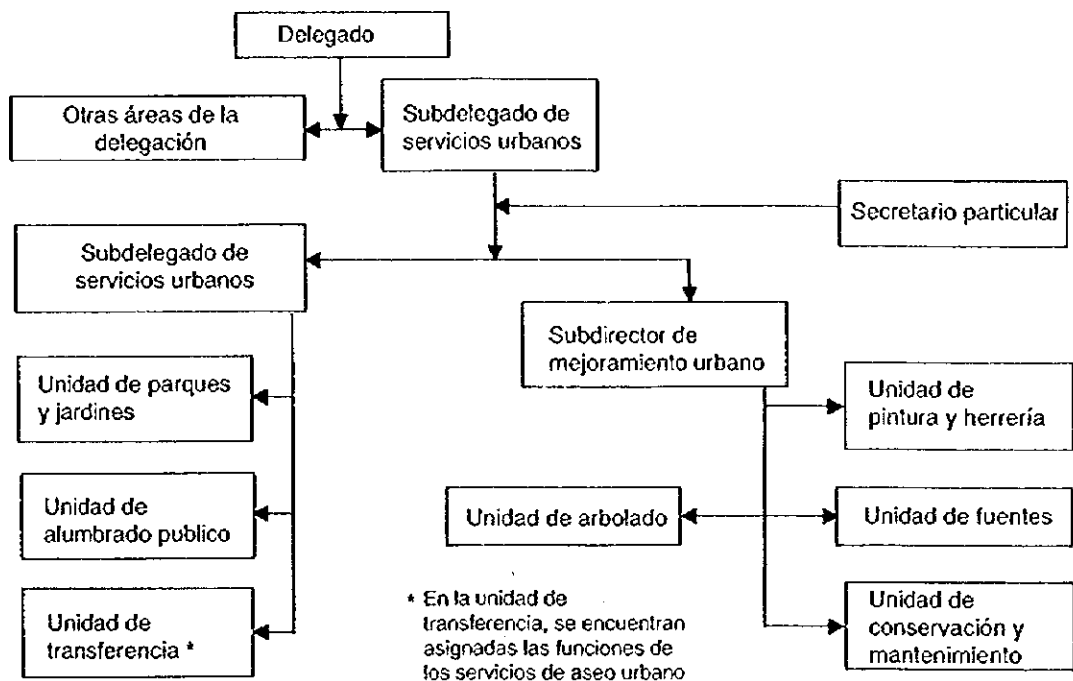 Delegado
Otras áreas de la
delegación
Subdelegado de
servicios urbanos
Secretario particular
Subdelegado de
servicios urbanos
Subdirector de
mejoramiento urbano
Unidad de parques
y jardines
Unidad de
pintura y herrería
Unidad de
alumbrado publico
Unidad de arbolado
Unidad de fuentes
Unidad de
transferencia *
* En la unidad de
transferencia, se encuentran
asignadas las funciones de
los servicios de aseo urbano
Unidad de
conservación y
mantenimiento